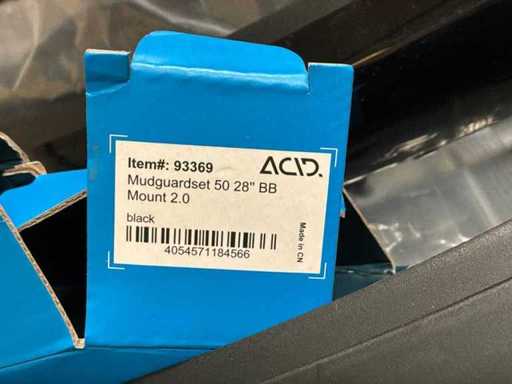 Item#: 93369
ACID.
Mudguardset 50 28" BB
Mount 2.0
black
4054571184566
Made in CN